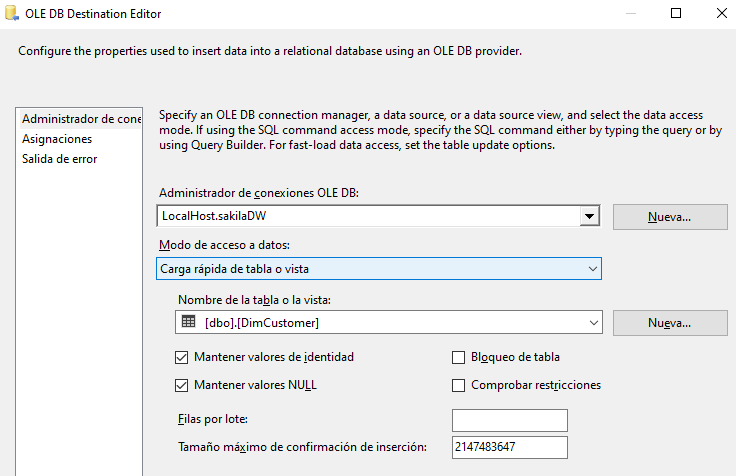 OLE DB Destination Editor
Configure the properties used to insert data into a relational database using an OLE DB provider.
Administrador de cone
Asignaciones
Salida de error
Specify an OLE DB connection manager, a data source, or a data source view, and select the data access
mode. If using the SQL command access mode, specify the SQL command either by typing the query or by
using Query Builder. For fast-load data access, set the table update options.
Administrador de conexiones OLE DB:
LocalHost.sakilaDW
Nueva...
Modo de acceso a datos:
Carga rápida de tabla o vista
Nombre de la tabla o la vista:
[dbo].[DimCustomer]
Nueva...
Mantener valores de identidad
Bloqueo de tabla
Mantener valores NULL
Comprobar restricciones
Filas por lote:
Tamaño máximo de confirmación de inserción:
2147483647